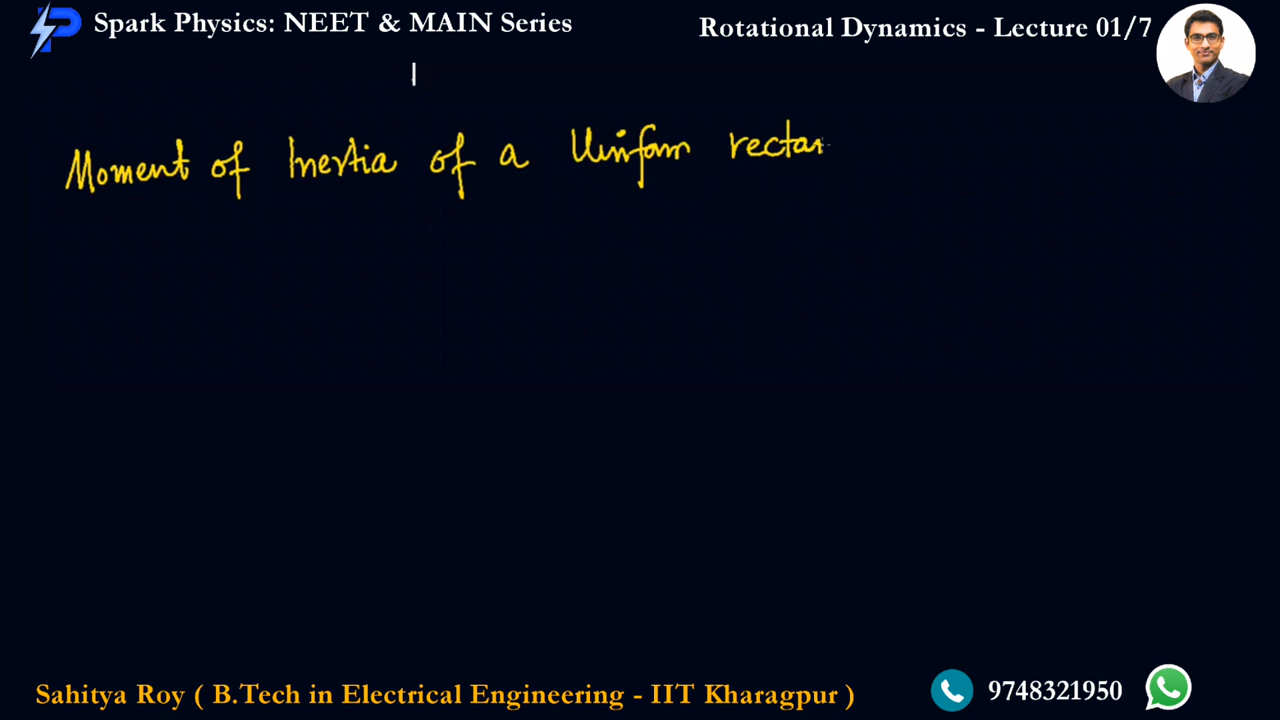 Spark Physics: NEET & MAIN Series
Rotational Dynamics - Lecture 01/7
Moment of Inertia of a Uniform rectan
Sahitya Roy ( B.Tech in Electrical Engineering - IIT Kharagpur )
9748321950